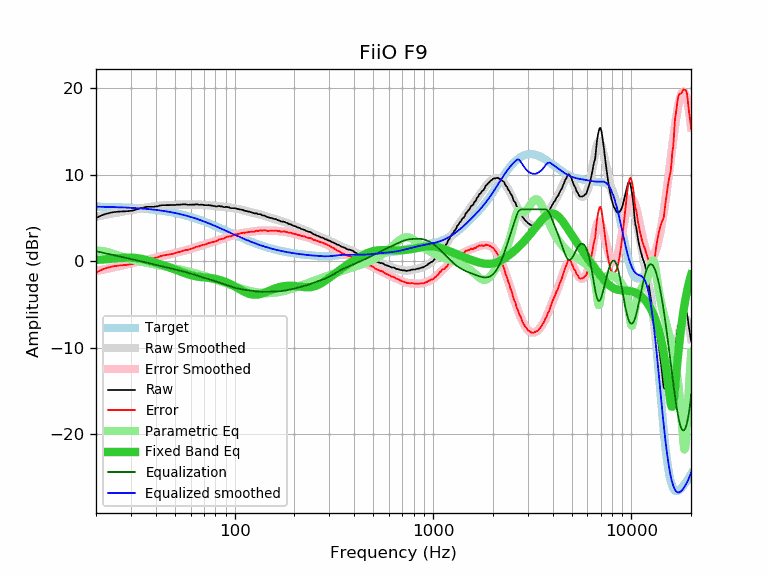 FiiO F9
Amplitude (dBr)
20
10
0
−10
−20
Target
Raw Smoothed
Error Smoothed
Raw
Error
Parametric Eq
Fixed Band Eq
Equalization
Equalized smoothed
100
1000
10000
Frequency (Hz)